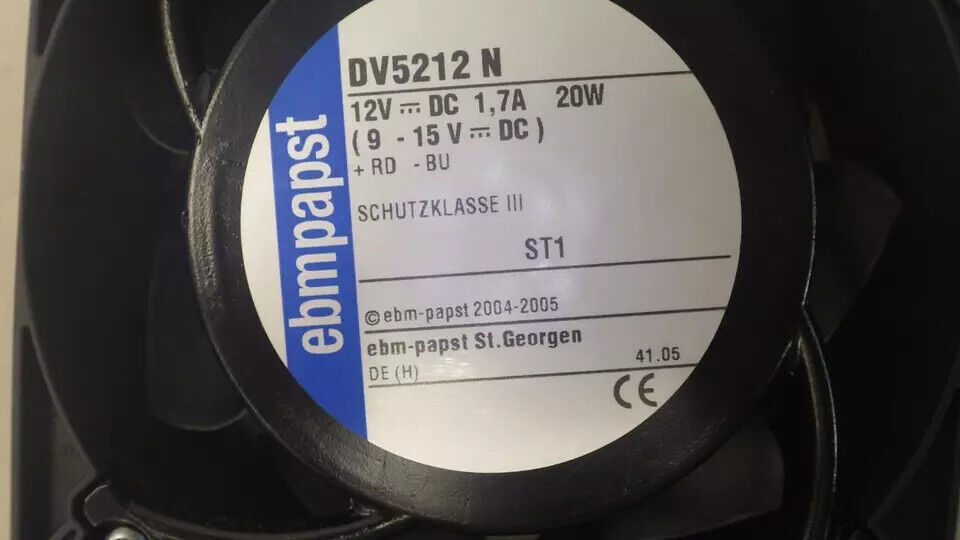 ebmpapst
DV5212 N
12V ⎓ DC 1,7A 20W
( 9 - 15 V ⎓ DC )
+ RD - BU
SCHUTZKLASSE III
ST1
©ebm-papst 2004-2005
ebm-papst St.Georgen
DE (H) 41.05
CE